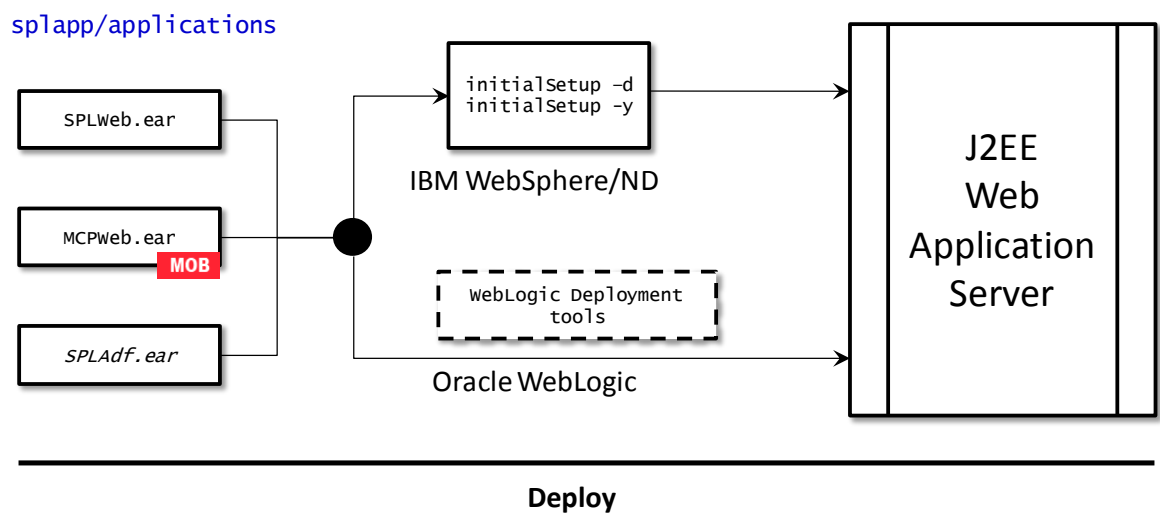 splapp/applications
SPLWeb.ear
MCPWeb.ear
MOB
SPLAdf.ear
initialSetup –d
initialSetup -y
IBM WebSphere/ND
WebLogic Deployment
tools
Oracle WebLogic
J2EE
Web
Application
Server
Deploy